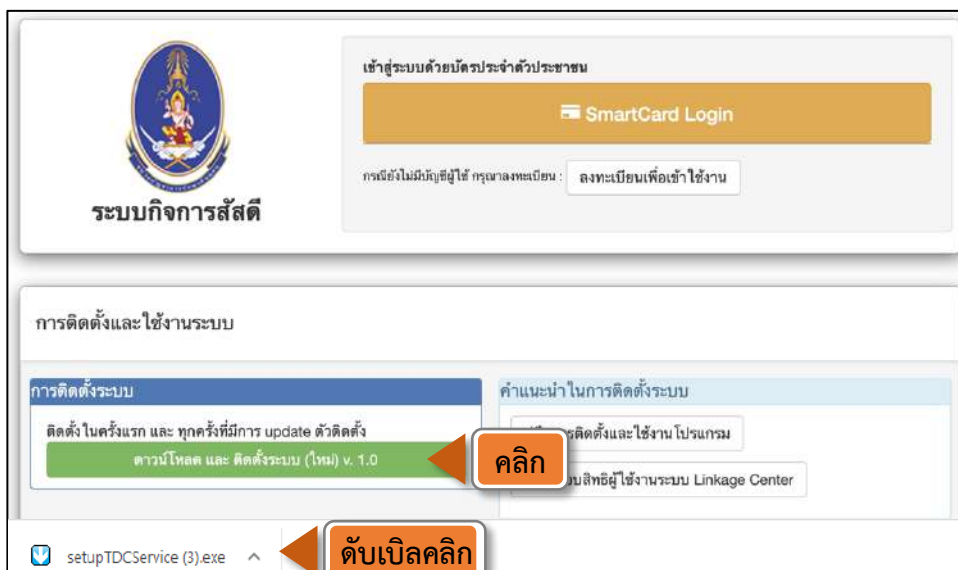 เข้าสู่ระบบด้วยบัตรประจำตัวประชาชน
SmartCard Login
กรณียังไม่มีบัญชีผู้ใช้ กรุณาลงทะเบียน : ลงทะเบียนเพื่อเข้าใช้งาน
ระบบกิจการสัสดี
การติดตั้งและใช้งานระบบ
การติดตั้งระบบ
ติดตั้งในครั้งแรก และ ทุกครั้งที่มีการ update ตัวติดตั้ง
ดาวน์โหลด และ ติดตั้งระบบ (ใหม่) v. 1.0
คลิก
คำแนะนำในการติดตั้งระบบ
ติดตั้งและใช้งานโปรแกรม
สิทธิผู้ใช้งานระบบ Linkage Center
setupTDCService (3).exe
ดับเบิลคลิก